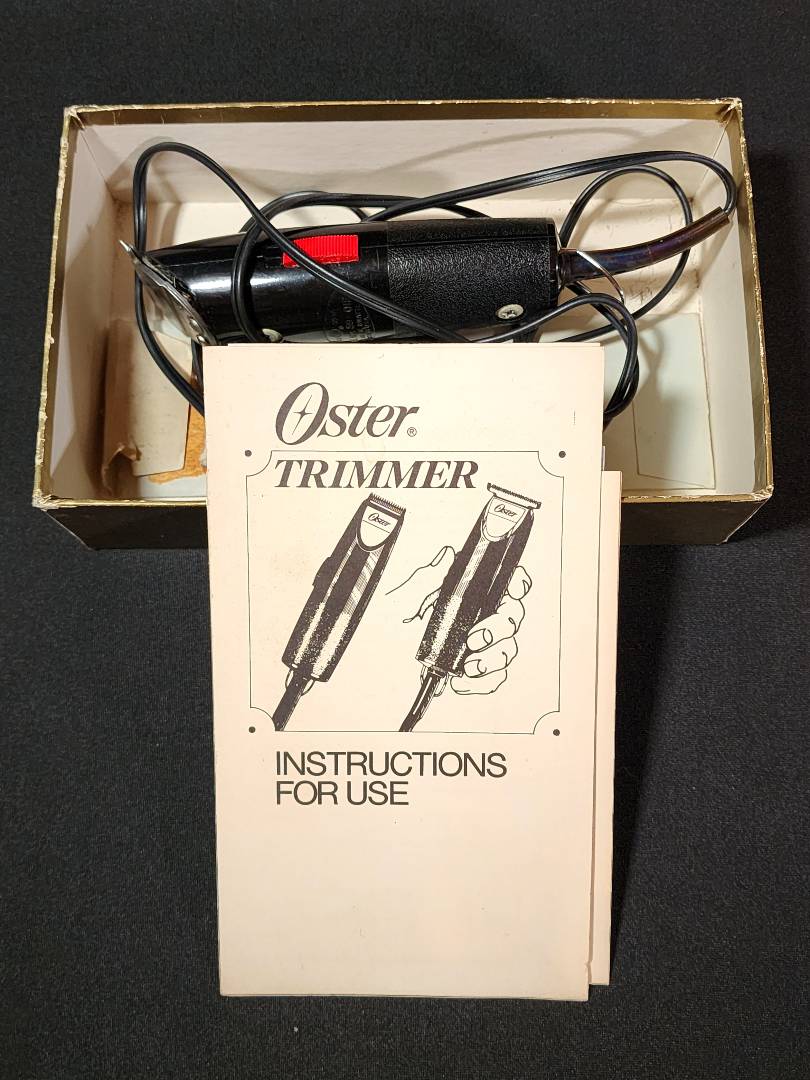 Oster®
TRIMMER
Oster
Oster
INSTRUCTIONS
FOR USE